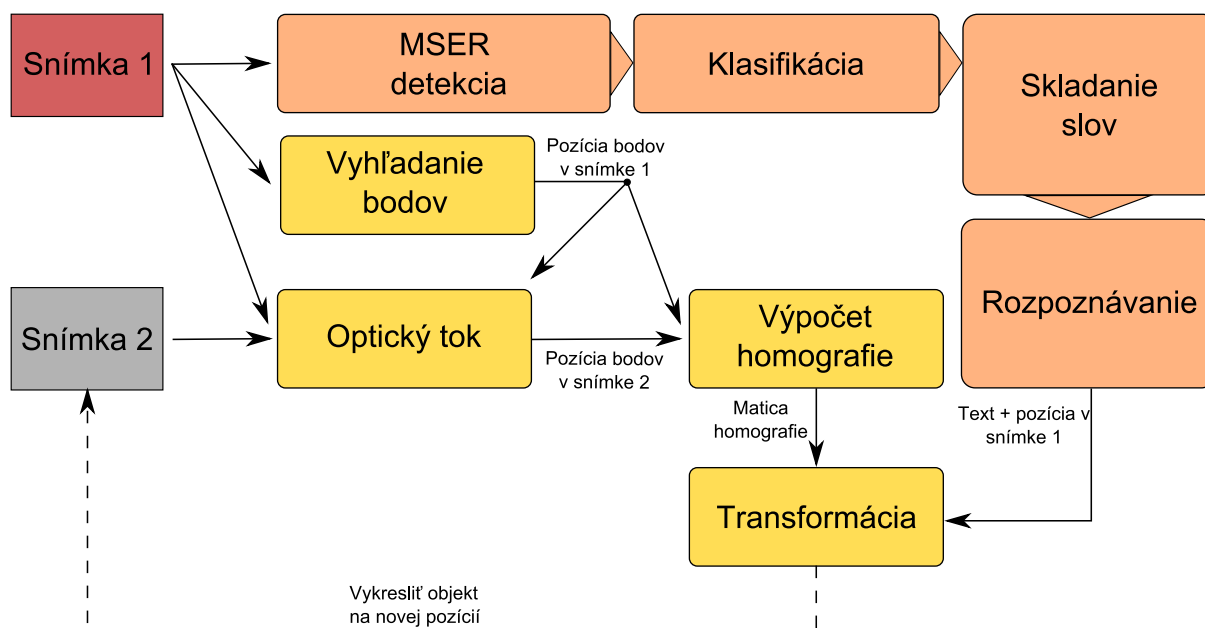 Snímka 1
MSER
detekcia
Klasifikácia
Skladanie
slov
Vyhľadanie
bodov
Pozícia bodov
v snímke 1
Snímka 2
Optický tok
Pozícia bodov
v snímke 2
Výpočet
homografie
Rozpoznávanie
Matica
homografie
Text + pozícia v
snímke 1
Transformácia
Vykresliť objekt
na novej pozícií